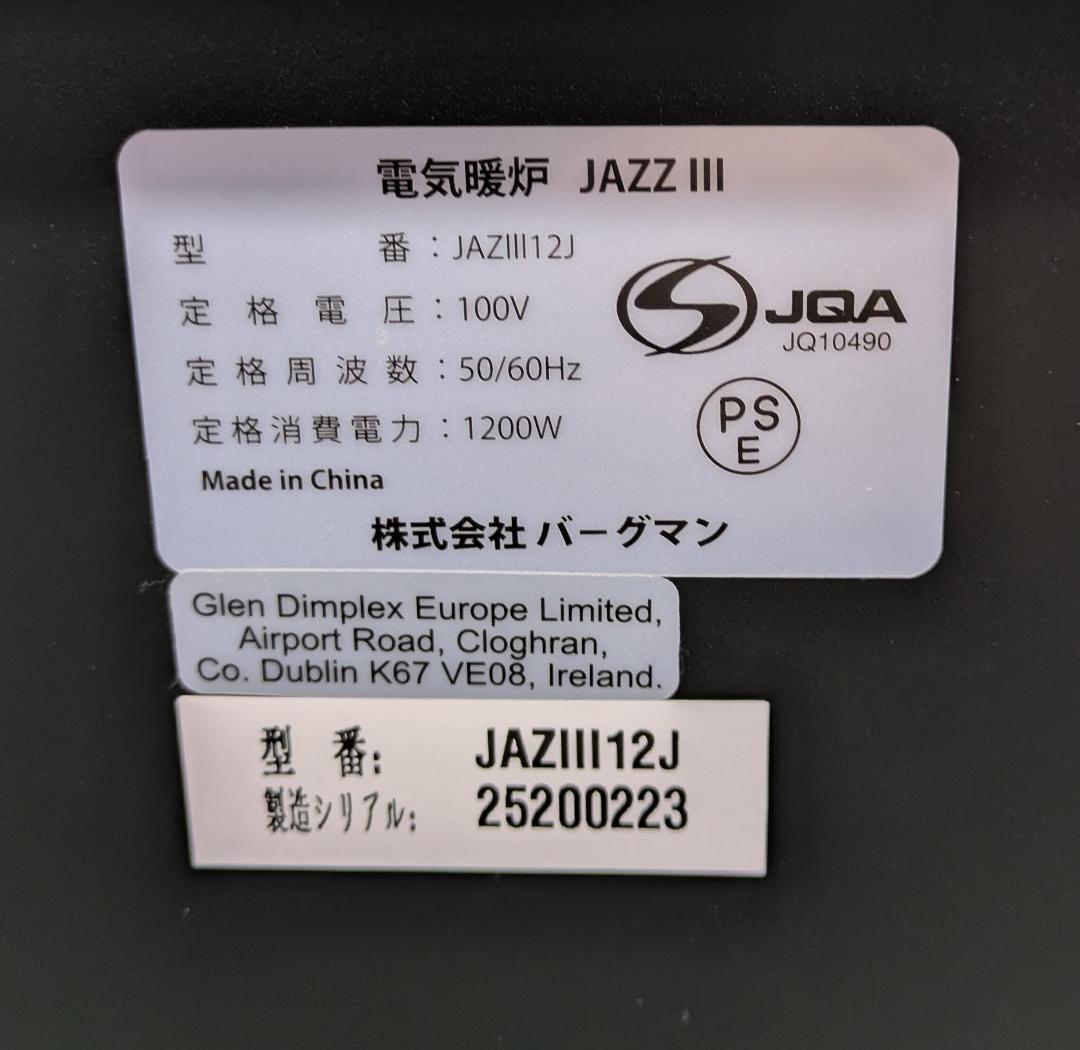 電気暖炉 JAZZ III
型番：JAZIII12J
定格電圧：100V
定格周波数：50/60Hz
定格消費電力：1200W
Made in China
JQA
JQ10490
PS
E
株式会社 バーグマン
Glen Dimplex Europe Limited,
Airport Road, Cloghran,
Co. Dublin K67 VE08, Ireland.
型 番: JAZIII12J
製造シリアル: 25200223